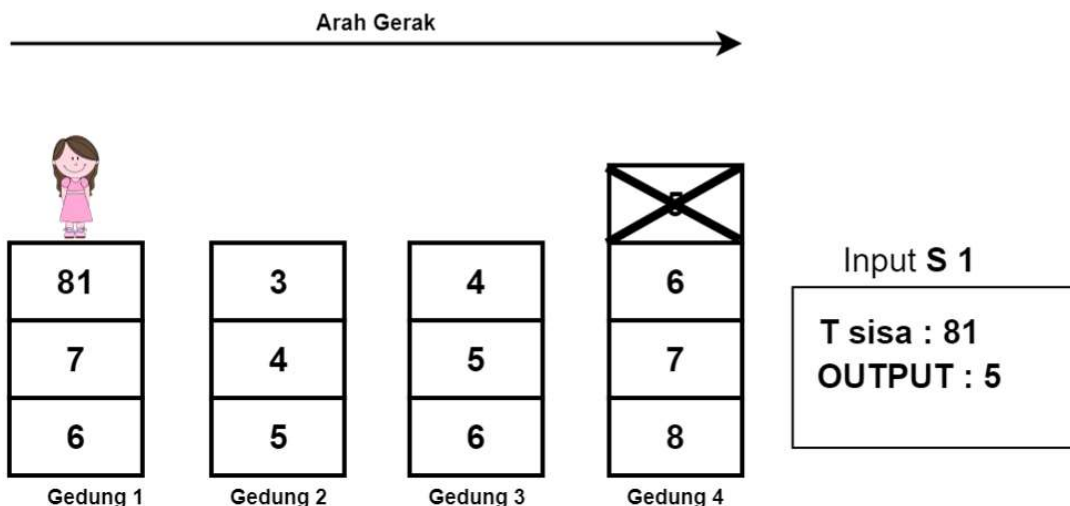 Arah Gerak
81 3 4 6
7 4 5 7
6 5 6 8
Gedung 1 Gedung 2 Gedung 3 Gedung 4
Input S 1
T sisa : 81
OUTPUT : 5